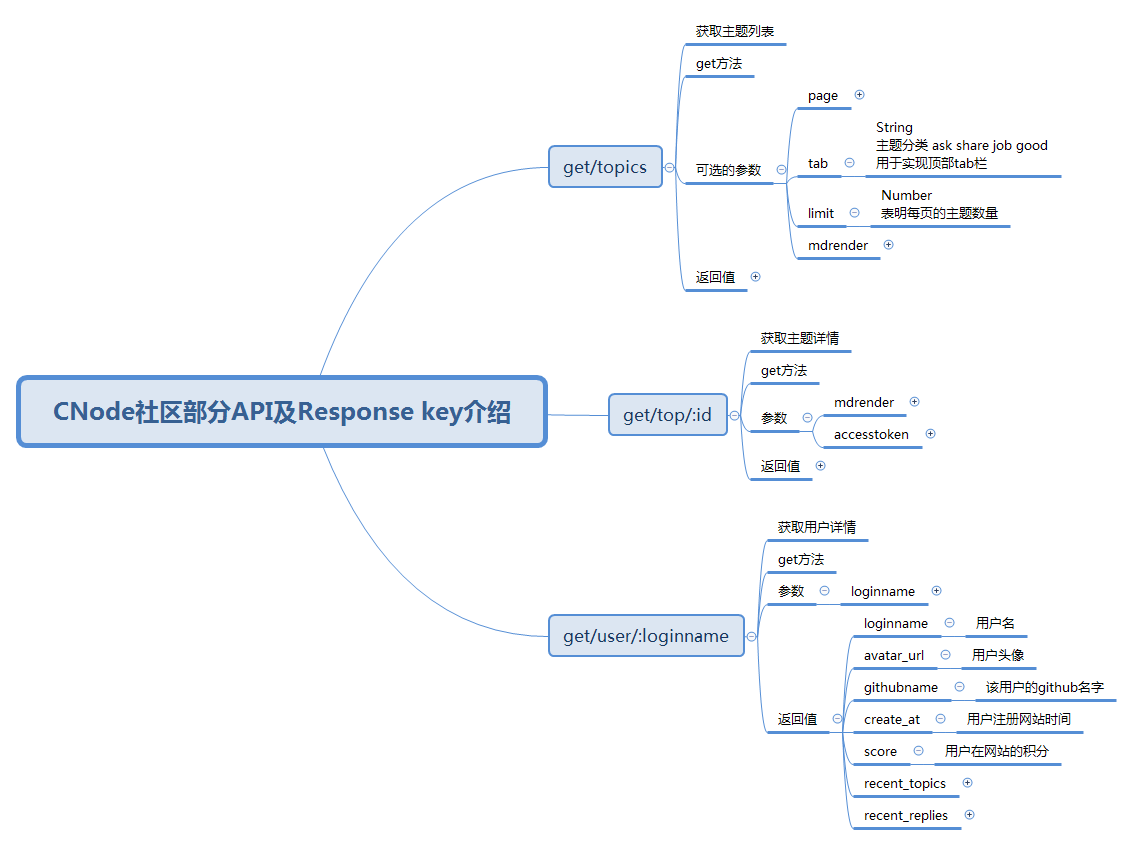 CNode社区部分API及Response key介绍
get/topics
获取主题列表
get方法
可选的参数
page
tab
String
主题分类 ask share job good
用于实现顶部tab栏
limit
Number
表明每页的主题数量
mdrender
返回值
get/top/:id
获取主题详情
get方法
参数
mdrender
accesstoken
返回值
get/user/:loginname
获取用户详情
get方法
参数
loginname
返回值
loginname
用户名
avatar_url
用户头像
githubname
该用户的github名字
create_at
用户注册网站时间
score
用户在网站的积分
recent_topics
recent_replies